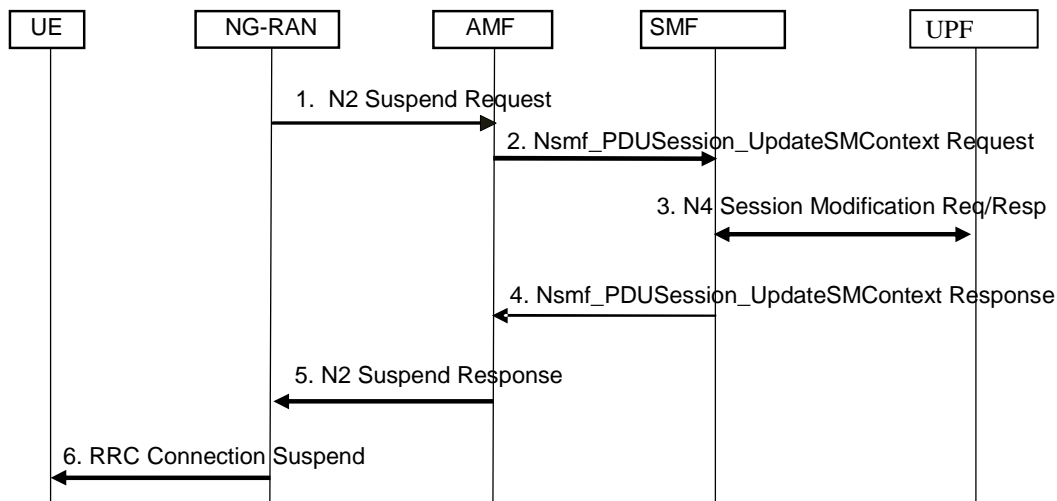 UE
NG-RAN
AMF
SMF
UPF
1. N2 Suspend Request
2. Nsmf_PDUSession_UpdateSMContext Request
3. N4 Session Modification Req/Resp
4. Nsmf_PDUSession_UpdateSMContext Response
5. N2 Suspend Response
6. RRC Connection Suspend